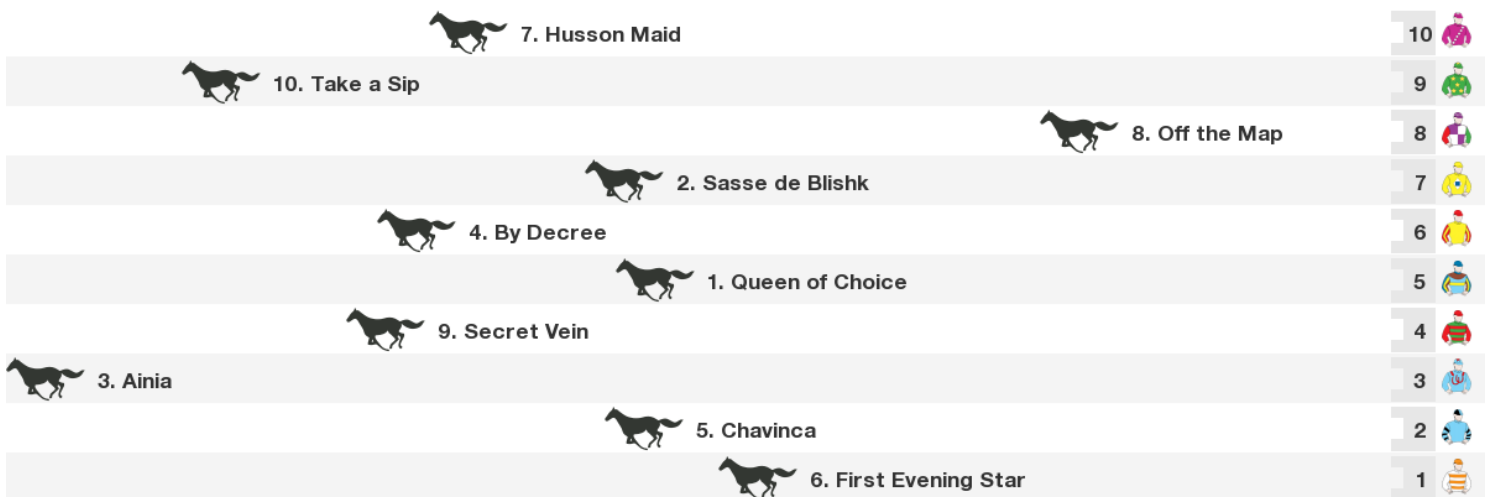 7. Husson Maid 10
10. Take a Sip 9
8. Off the Map 8
2. Sasse de Blishk 7
4. By Decree 6
1. Queen of Choice 5
9. Secret Vein 4
3. Ainia 3
5. Chavinca 2
6. First Evening Star 1